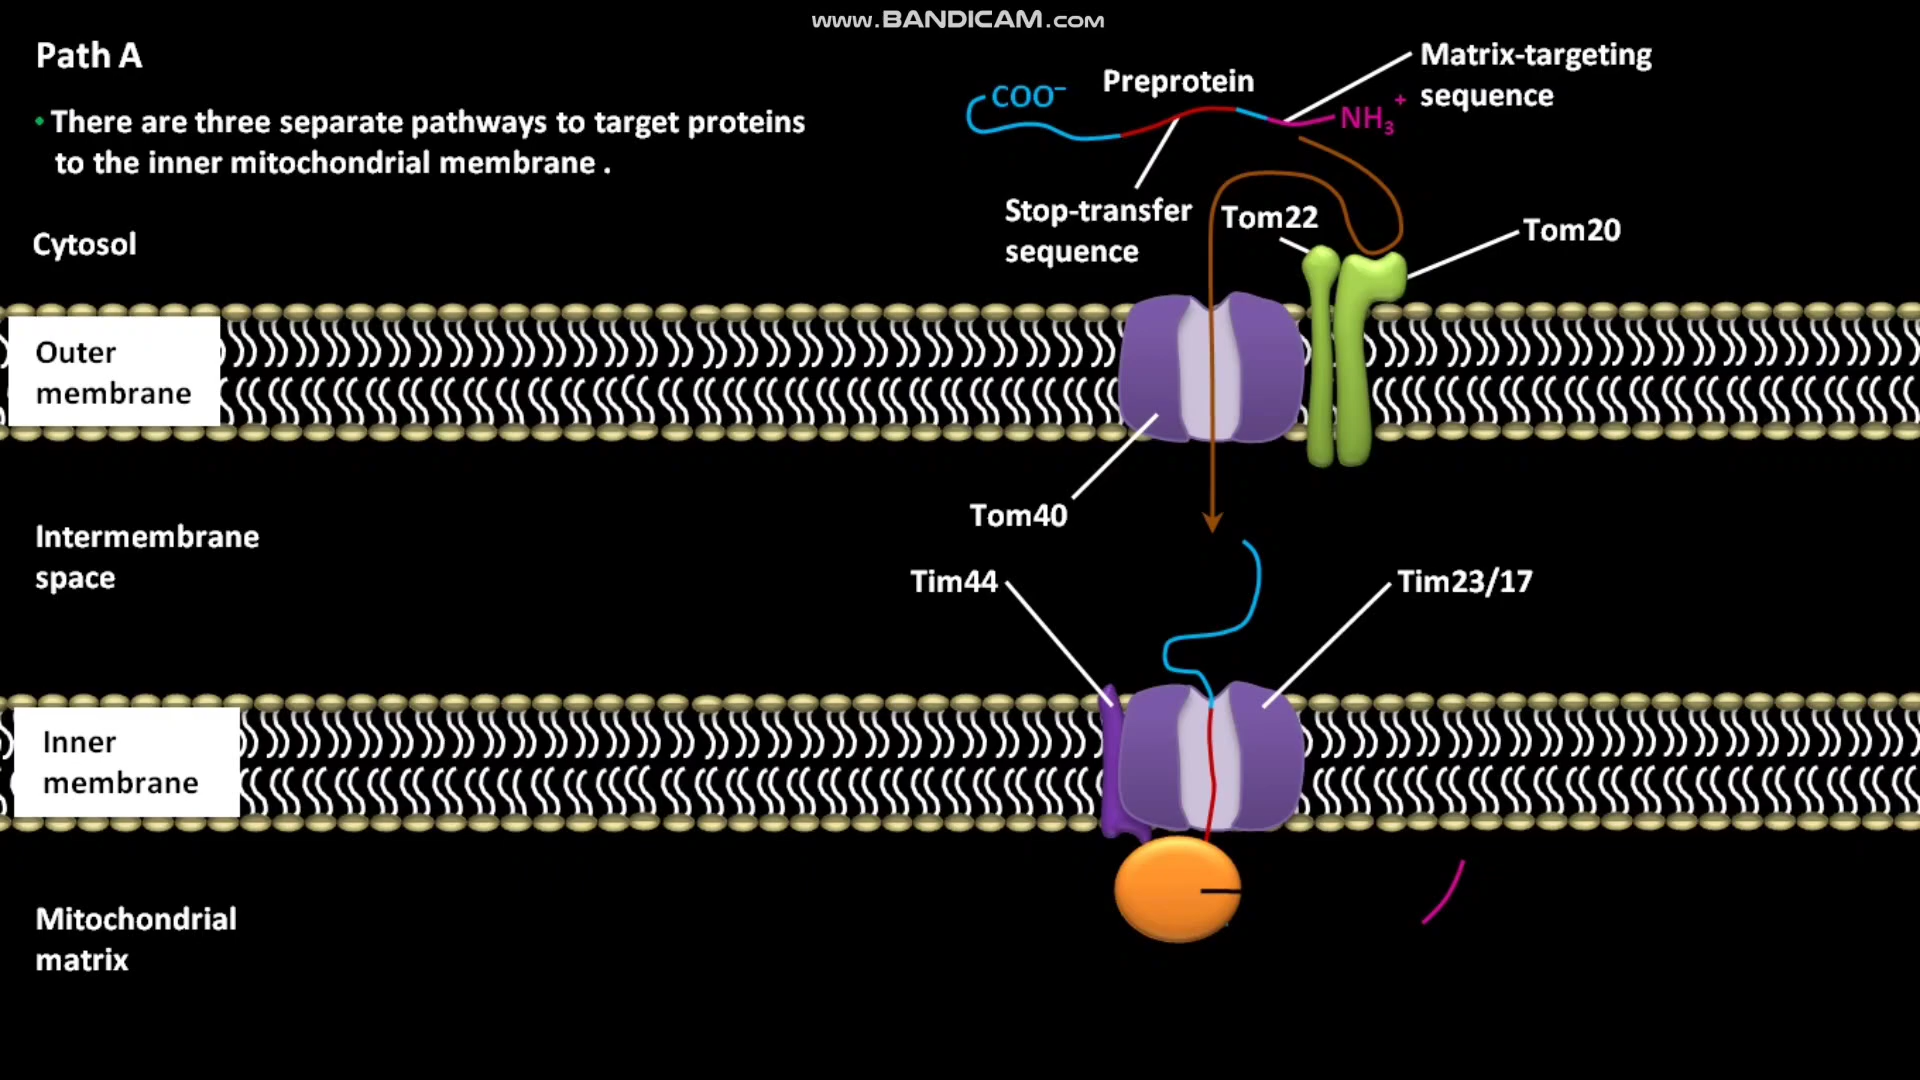 www.BANDICAM.com
Path A
• There are three separate pathways to target proteins
to the inner mitochondrial membrane .
COO⁻
Preprotein
NH₃⁺
Matrix-targeting
sequence
Stop-transfer
sequence
Tom22
Tom20
Cytosol
Outer
membrane
Tom40
Intermembrane
space
Tim44
Tim23/17
Inner
membrane
Mitochondrial
matrix